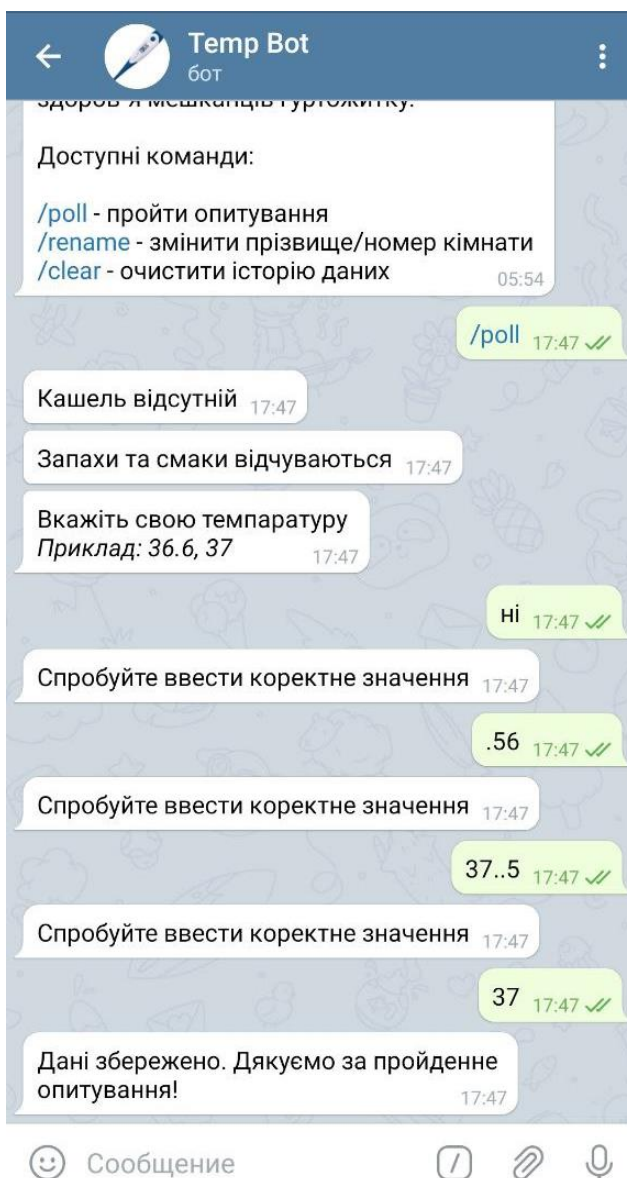 Temp Bot
бот
здоров'я мешканців гуртожитку.
Доступні команди:
/poll - пройти опитування
/rename - змінити прізвище/номер кімнати
/clear - очистити історію даних
05:54
/poll 17:47
Кашель відсутній 17:47
Запахи та смаки відчуваються 17:47
Вкажіть свою темпаратуру
Приклад: 36.6, 37 17:47
ні 17:47
Спробуйте ввести коректне значення 17:47
.56 17:47
Спробуйте ввести коректне значення 17:47
37..5 17:47
Спробуйте ввести коректне значення 17:47
37 17:47
Дані збережено. Дякуємо за пройденне
опитування! 17:47
Сообщение